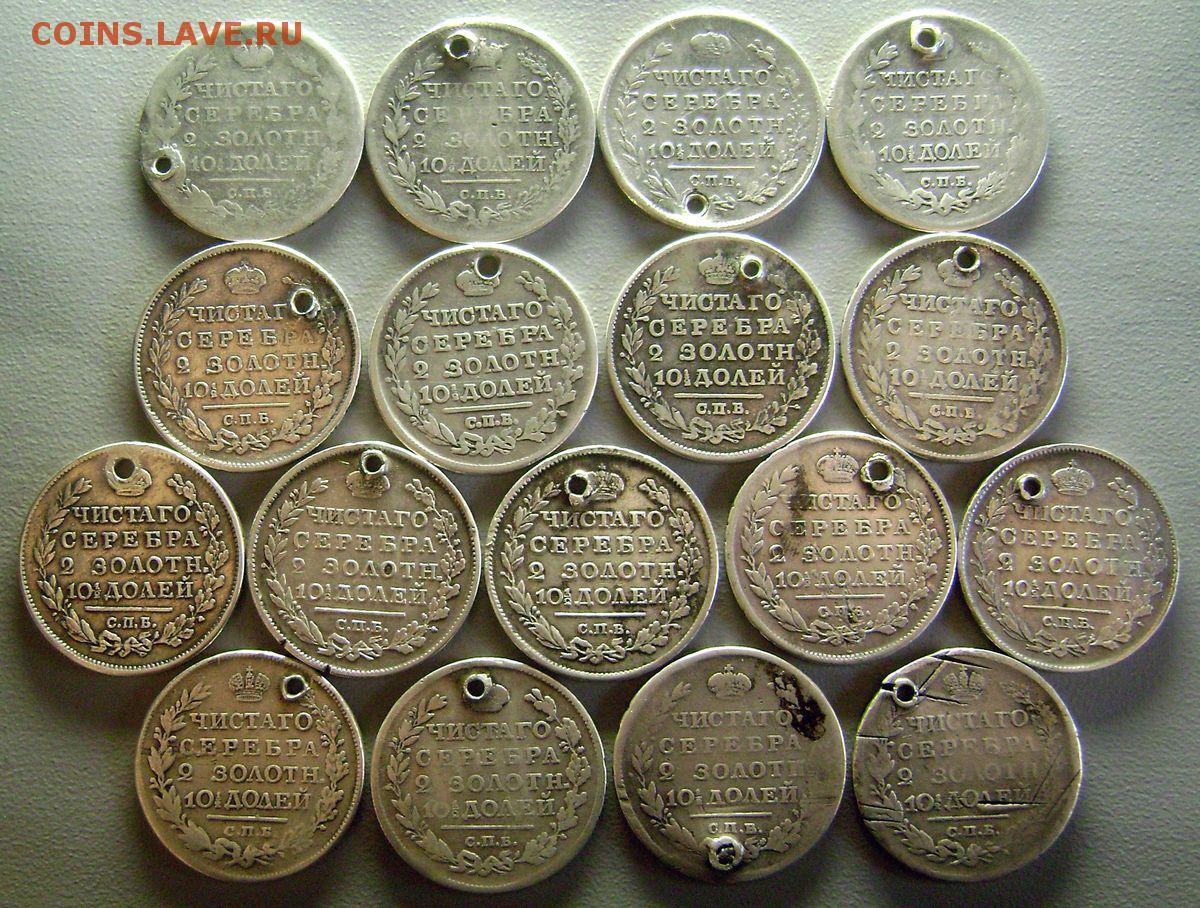 COINS.LAVE.RU
ЧИСТАГО
СЕРЕБРА
2 ЗОЛОТН.
10½ ДОЛЕЙ
С.П.Б.
ЧИСТАГО
СЕРЕБРА
2 ЗОЛОТН.
10½ ДОЛЕЙ
С.П.Б.
ЧИСТАГО
СЕРЕБРА
2 ЗОЛОТН.
10½ ДОЛЕЙ
С.П.Б.
ЧИСТАГО
СЕРЕБРА
2 ЗОЛОТН.
10½ ДОЛЕЙ
С.П.Б.
ЧИСТАГО
СЕРЕБРА
2 ЗОЛОТН.
10½ ДОЛЕЙ
С.П.Б.
ЧИСТАГО
СЕРЕБРА
2 ЗОЛОТН.
10½ ДОЛЕЙ
С.П.Б.
ЧИСТАГО
СЕРЕБРА
2 ЗОЛОТН.
10½ ДОЛЕЙ
С.П.Б.
ЧИСТАГО
СЕРЕБРА
2 ЗОЛОТН.
10½ ДОЛЕЙ
С.П.Б.
ЧИСТАГО
СЕРЕБРА
2 ЗОЛОТН.
10½ ДОЛЕЙ
С.П.Б.
ЧИСТАГО
СЕРЕБРА
2 ЗОЛОТН.
10½ ДОЛЕЙ
С.П.Б.
ЧИСТАГО
СЕРЕБРА
2 ЗОЛОТН.
10½ ДОЛЕЙ
С.П.Б.
ЧИСТАГО
СЕРЕБРА
2 ЗОЛОТН.
10½ ДОЛЕЙ
С.П.Б.
ЧИСТАГО
СЕРЕБРА
2 ЗОЛОТН.
10½ ДОЛЕЙ
С.П.Б.
ЧИСТАГО
СЕРЕБРА
2 ЗОЛОТН.
10½ ДОЛЕЙ
С.П.Б.
ЧИСТАГО
СЕРЕБРА
2 ЗОЛОТН.
10½ ДОЛЕЙ
С.П.Б.
ЧИСТАГО
СЕРЕБРА
2 ЗОЛОТН.
10½ ДОЛЕЙ
С.П.Б.
ЧИСТАГО
СЕРЕБРА
2 ЗОЛОТН.
10½ ДОЛЕЙ
С.П.Б.